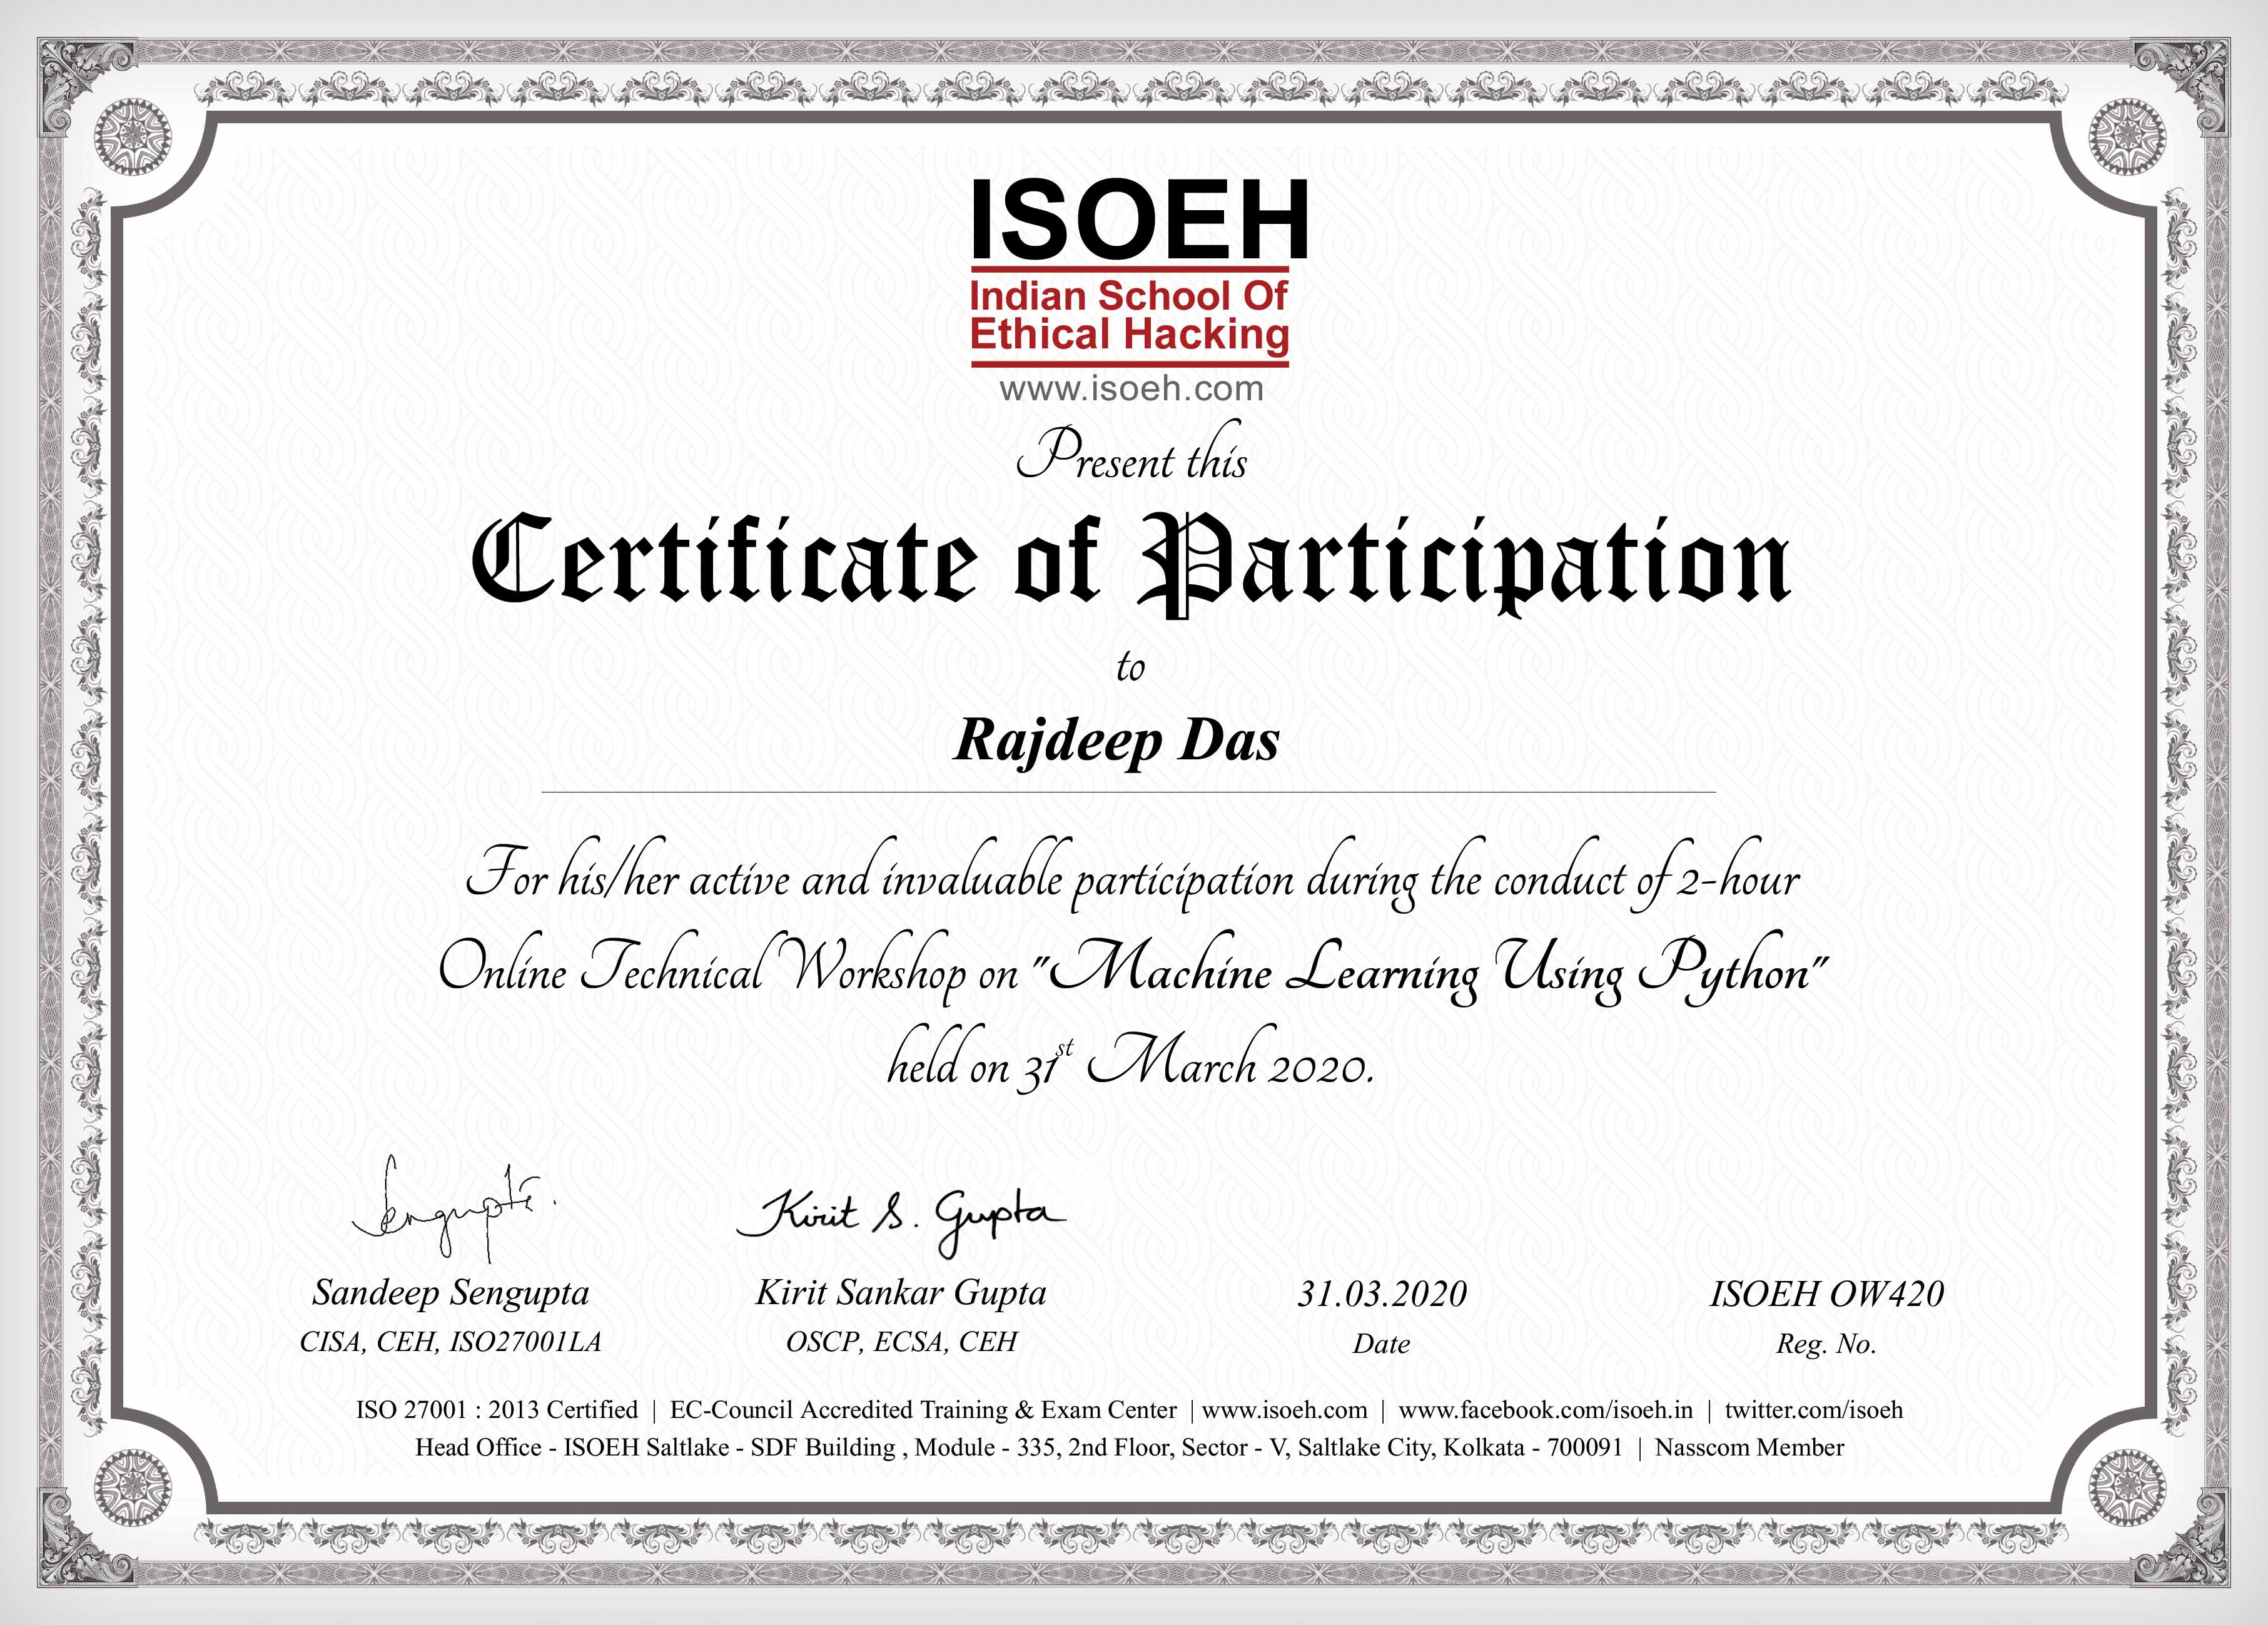 ISOEH
Indian School Of
Ethical Hacking
www.isoeh.com
Present this
Certificate of Participation
to
Rajdeep Das
For his/her active and invaluable participation during the conduct of 2-hour
Online Technical Workshop on "Machine Learning Using Python"
held on 31st March 2020.
Sengupta.
Kirit S. Gupta
Sandeep Sengupta
CISA, CEH, ISO27001LA
Kirit Sankar Gupta
OSCP, ECSA, CEH
31.03.2020
Date
ISOEH OW420
Reg. No.
ISO 27001 : 2013 Certified | EC-Council Accredited Training & Exam Center | www.isoeh.com | www.facebook.com/isoeh.in | twitter.com/isoeh
Head Office - ISOEH Saltlake - SDF Building , Module - 335, 2nd Floor, Sector - V, Saltlake City, Kolkata - 700091 | Nasscom Member